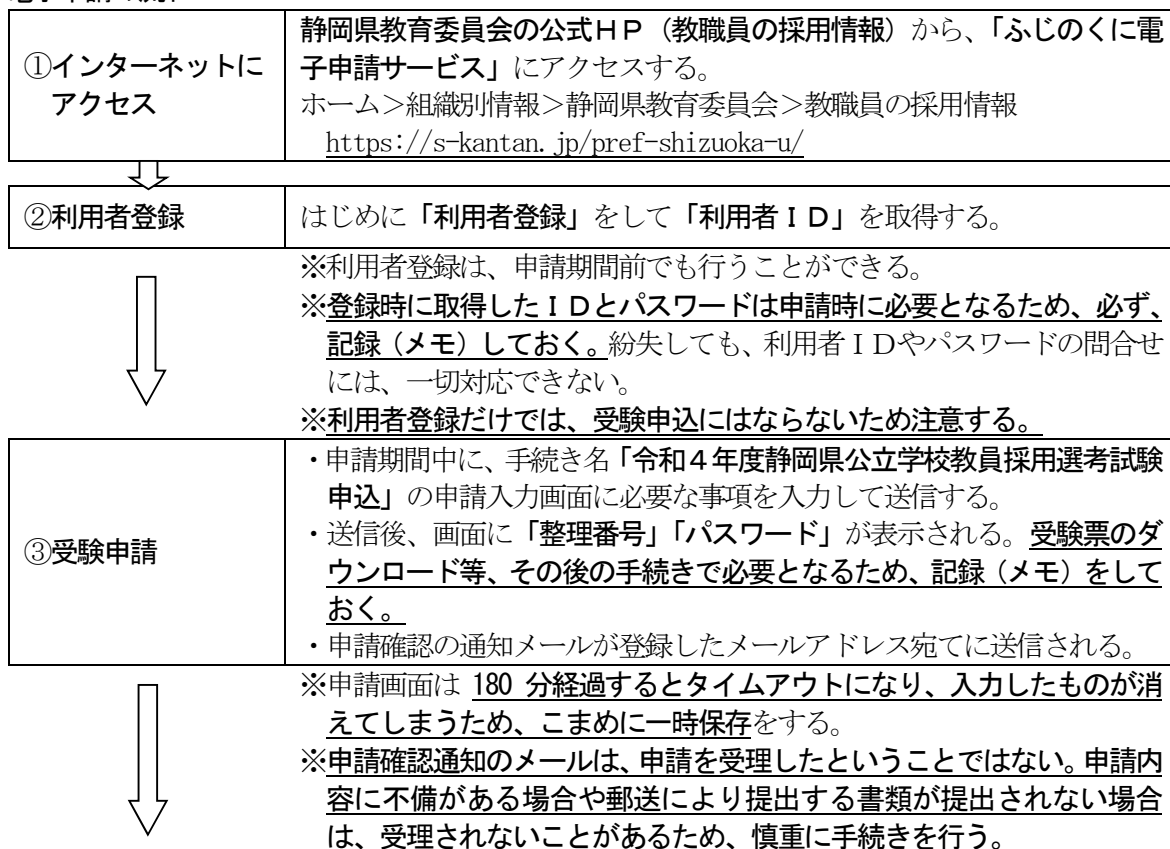 ①インターネットに
アクセス
静岡県教育委員会の公式ＨＰ（教職員の採用情報）から、「ふじのくに電
子申請サービス」にアクセスする。
ホーム＞組織別情報＞静岡県教育委員会＞教職員の採用情報
https://s-kantan.jp/pref-shizuoka-u/
②利用者登録
はじめに「利用者登録」をして「利用者ＩＤ」を取得する。
※利用者登録は、申請期間前でも行うことができる。
※登録時に取得したＩＤとパスワードは申請時に必要となるため、必ず、
記録（メモ）しておく。紛失しても、利用者ＩＤやパスワードの問合せ
には、一切対応できない。
※利用者登録だけでは、受験申込にはならないため注意する。
③受験申請
・申請期間中に、手続き名「令和４年度静岡県公立学校教員採用選考試験
申込」の申請入力画面に必要な事項を入力して送信する。
・送信後、画面に「整理番号」「パスワード」が表示される。受験票のダ
ウンロード等、その後の手続きで必要となるため、記録（メモ）をして
おく。
・申請確認の通知メールが登録したメールアドレス宛てに送信される。
※申請画面は 180 分経過するとタイムアウトになり、入力したものが消
えてしまうため、こまめに一時保存をする。
※申請確認通知のメールは、申請を受理したということではない。申請内
容に不備がある場合や郵送により提出する書類が提出されない場合
は、受理されないことがあるため、慎重に手続きを行う。